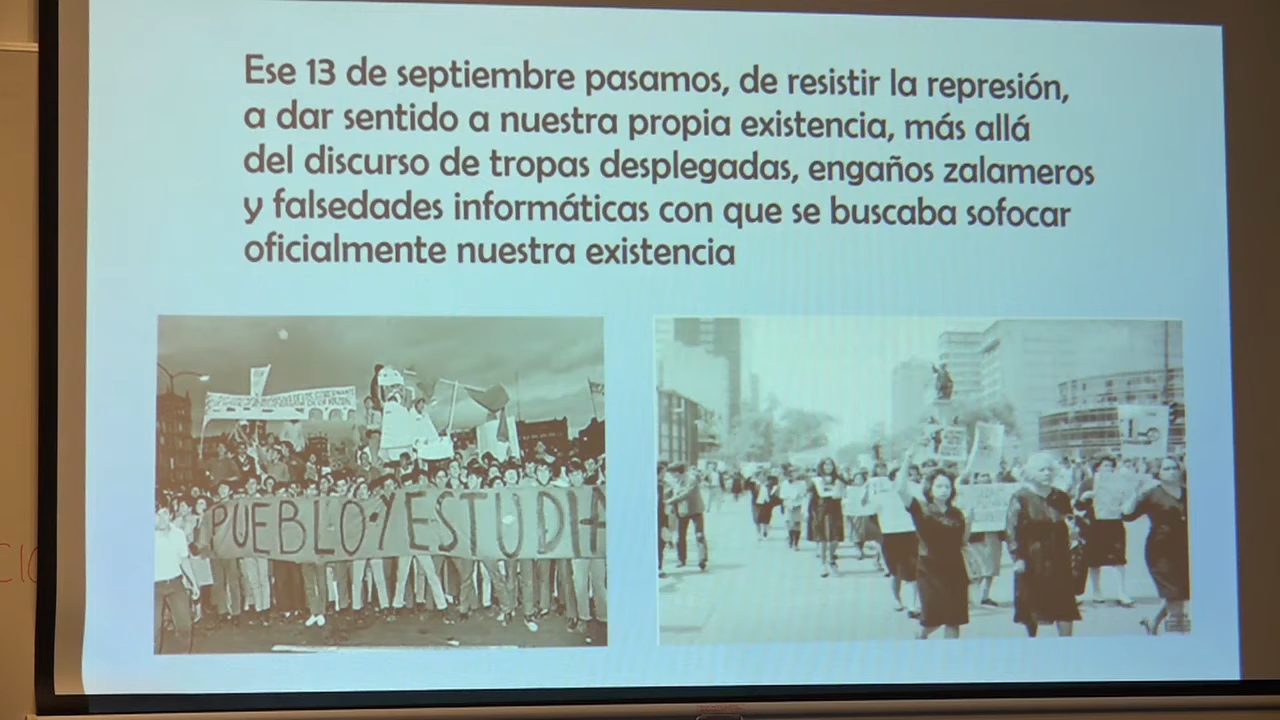 Ese 13 de septiembre pasamos, de resistir la represión,
a dar sentido a nuestra propia existencia, más allá
del discurso de tropas desplegadas, engaños zalameros
y falsedades informáticas con que se buscaba sofocar
oficialmente nuestra existencia
PUEBLO Y ESTUDIA